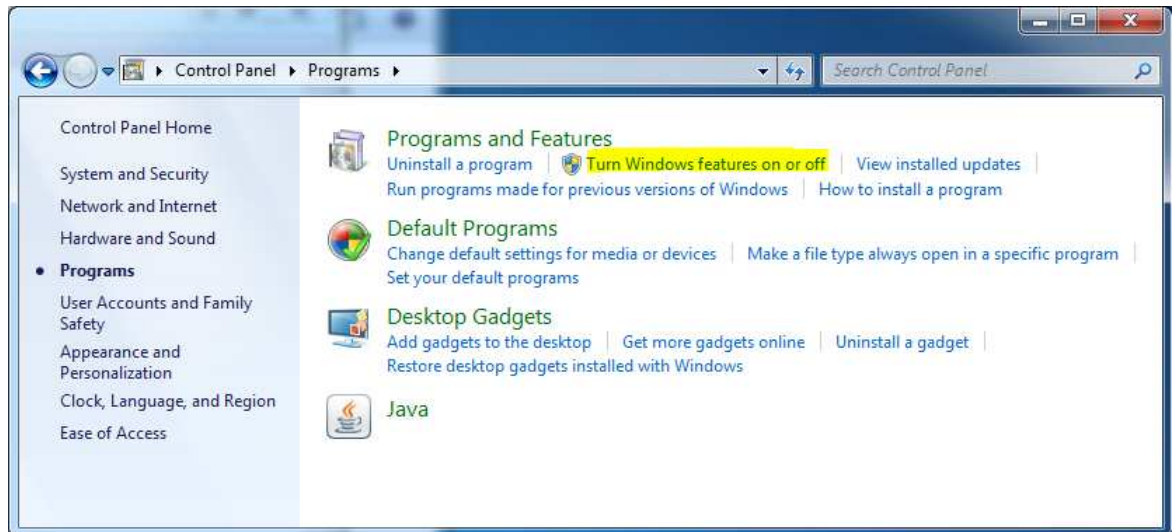 Control Panel Programs
Search Control Panel
Control Panel Home
System and Security
Network and Internet
Hardware and Sound
Programs
User Accounts and Family
Safety
Appearance and
Personalization
Clock, Language, and Region
Ease of Access
Programs and Features
Uninstall a program Turn Windows features on or off View installed updates
Run programs made for previous versions of Windows How to install a program
Default Programs
Change default settings for media or devices Make a file type always open in a specific program
Set your default programs
Desktop Gadgets
Add gadgets to the desktop Get more gadgets online Uninstall a gadget
Restore desktop gadgets installed with Windows
Java